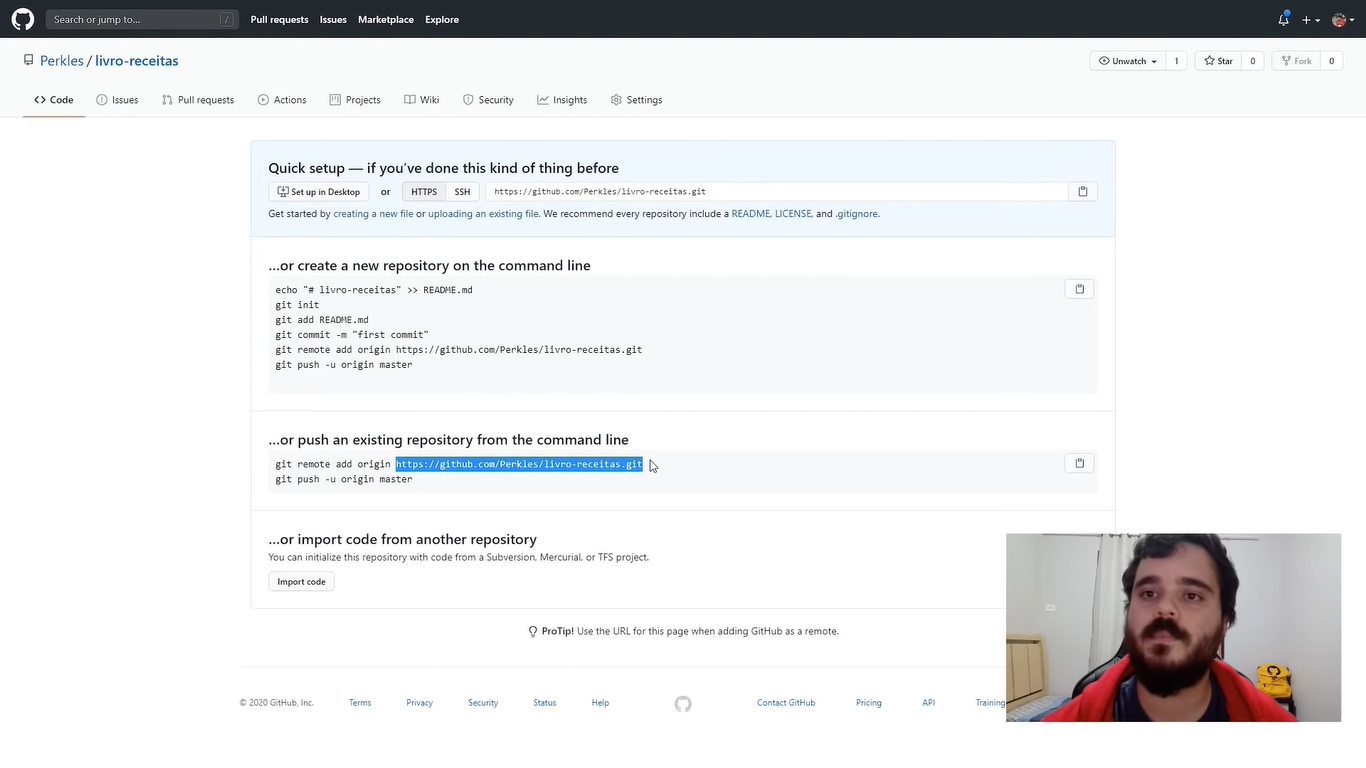 Search or jump to... /
Pull requests Issues Marketplace Explore
Perkles / livro-receitas
Unwatch 1 Star 0 Fork 0
Code Issues Pull requests Actions Projects Wiki Security Insights Settings
Quick setup — if you’ve done this kind of thing before
Set up in Desktop or HTTPS SSH https://github.com/Perkles/livro-receitas.git
Get started by creating a new file or uploading an existing file. We recommend every repository include a README, LICENSE, and .gitignore.
…or create a new repository on the command line
echo "# livro-receitas" >> README.md
git init
git add README.md
git commit -m "first commit"
git remote add origin https://github.com/Perkles/livro-receitas.git
git push -u origin master
…or push an existing repository from the command line
git remote add origin https://github.com/Perkles/livro-receitas.git
git push -u origin master
…or import code from another repository
You can initialize this repository with code from a Subversion, Mercurial, or TFS project.
Import code
ProTip! Use the URL for this page when adding GitHub as a remote.
© 2020 GitHub, Inc. Terms Privacy Security Status Help Contact GitHub Pricing API Training